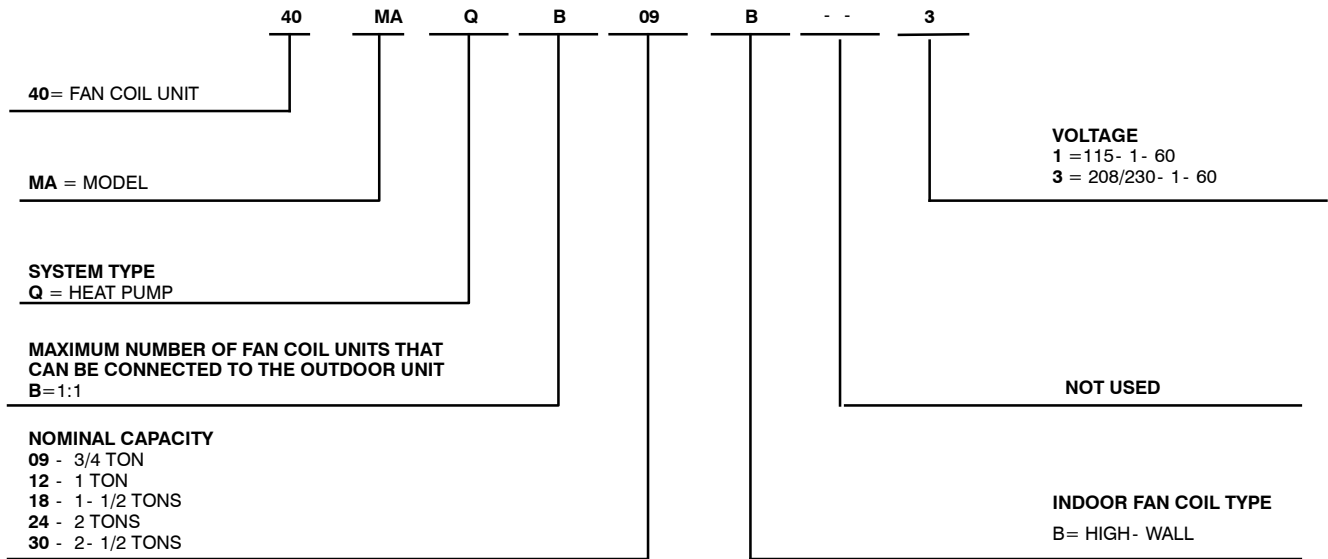 40 MA Q B 09 B - - 3
40= FAN COIL UNIT
VOLTAGE
1 =115- 1- 60
3 = 208/230- 1- 60
MA = MODEL
SYSTEM TYPE
Q = HEAT PUMP
MAXIMUM NUMBER OF FAN COIL UNITS THAT
CAN BE CONNECTED TO THE OUTDOOR UNIT
B=1:1
NOT USED
NOMINAL CAPACITY
09 - 3/4 TON
12 - 1 TON
18 - 1- 1/2 TONS
24 - 2 TONS
30 - 2- 1/2 TONS
INDOOR FAN COIL TYPE
B= HIGH- WALL